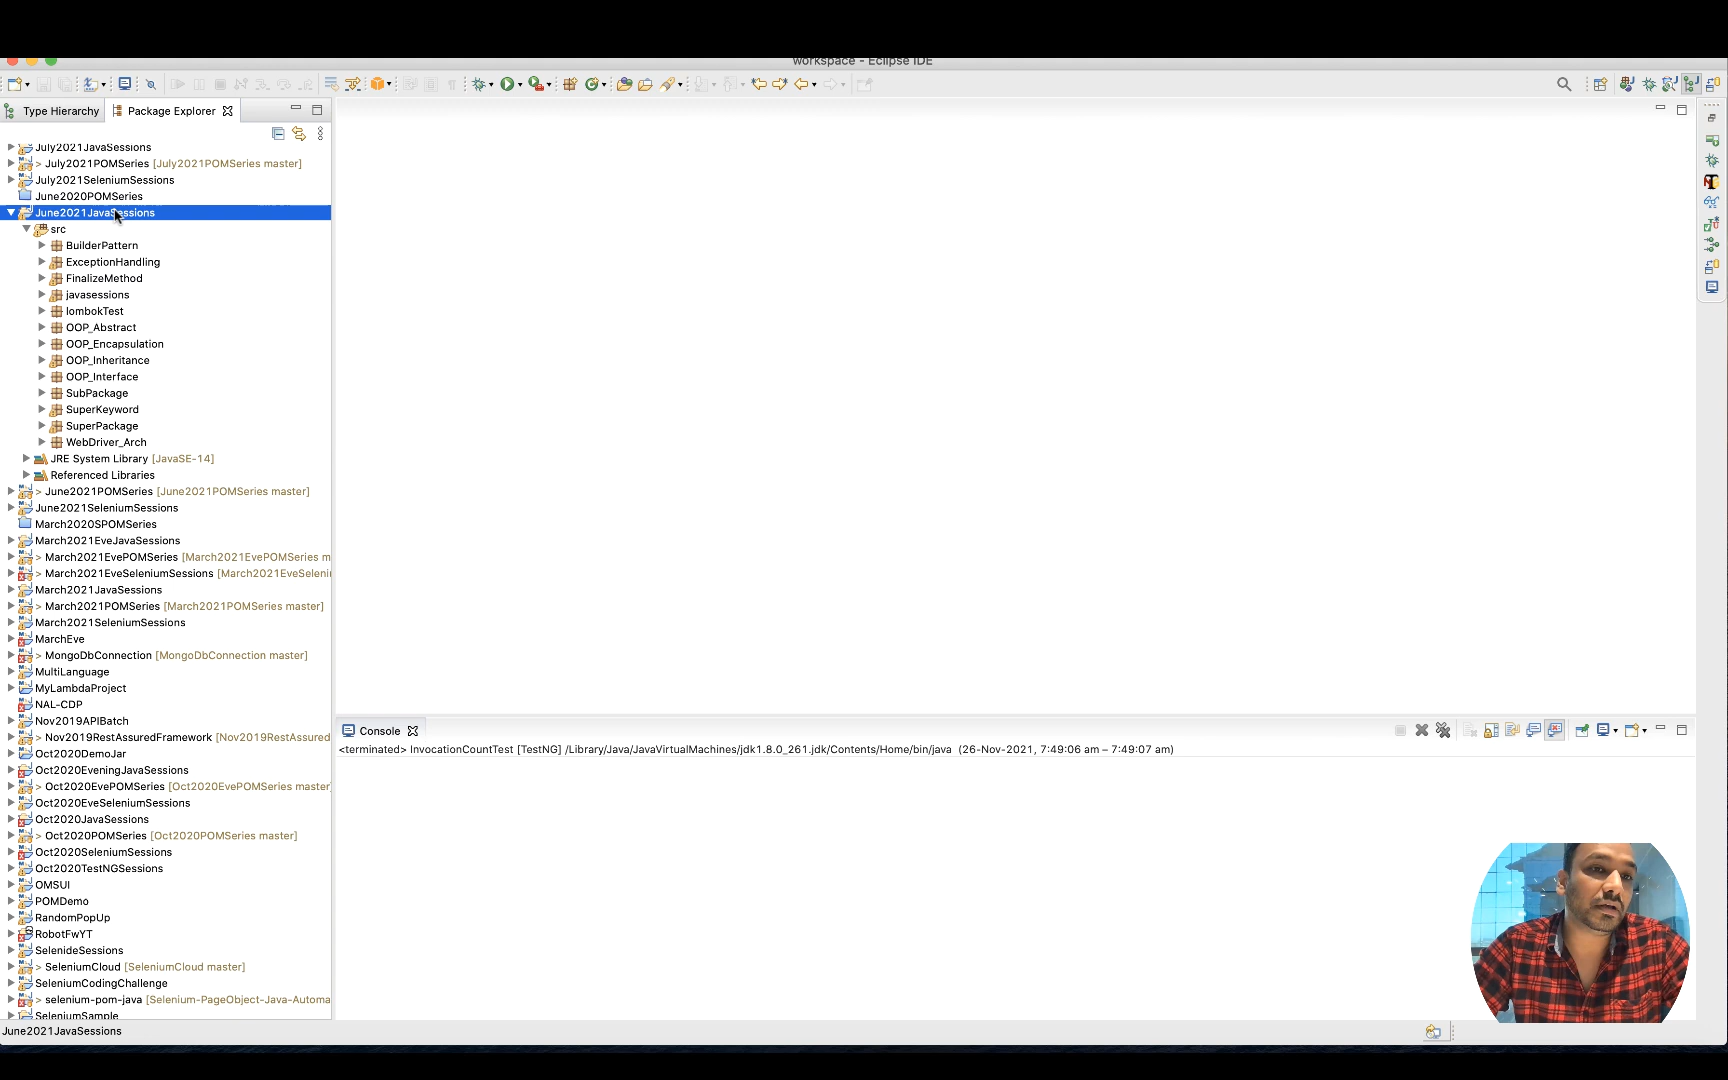 workspace - Eclipse IDE
Type Hierarchy
Package Explorer
July2021JavaSessions
> July2021POMSeries [July2021POMSeries master]
July2021SeleniumSessions
June2020POMSeries
June2021JavaSessions
src
BuilderPattern
ExceptionHandling
FinalizeMethod
javasessions
lombokTest
OOP_Abstract
OOP_Encapsulation
OOP_Inheritance
OOP_Interface
SubPackage
SuperKeyword
SuperPackage
WebDriver_Arch
JRE System Library [JavaSE-14]
Referenced Libraries
> June2021POMSeries [June2021POMSeries master]
June2021SeleniumSessions
March2020SPOMSeries
March2021EveJavaSessions
> March2021EvePOMSeries [March2021EvePOMSeries m
> March2021EveSeleniumSessions [March2021EveSeleni
March2021JavaSessions
> March2021POMSeries [March2021POMSeries master]
March2021SeleniumSessions
MarchEve
> MongoDbConnection [MongoDbConnection master]
MultiLanguage
MyLambdaProject
NAL-CDP
Nov2019APIBatch
> Nov2019RestAssuredFramework [Nov2019RestAssured
Oct2020DemoJar
Oct2020EveningJavaSessions
> Oct2020EvePOMSeries [Oct2020EvePOMSeries master
Oct2020EveSeleniumSessions
Oct2020JavaSessions
> Oct2020POMSeries [Oct2020POMSeries master]
Oct2020SeleniumSessions
Oct2020TestNGSessions
OMSUI
POMDemo
RandomPopUp
RobotFwYT
SelenideSessions
> SeleniumCloud [SeleniumCloud master]
SeleniumCodingChallenge
> selenium-pom-java [Selenium-PageObject-Java-Automa
SeleniumSample
Console
<terminated> InvocationCountTest [TestNG] /Library/Java/JavaVirtualMachines/jdk1.8.0_261.jdk/Contents/Home/bin/java (26-Nov-2021, 7:49:06 am – 7:49:07 am)
June2021JavaSessions